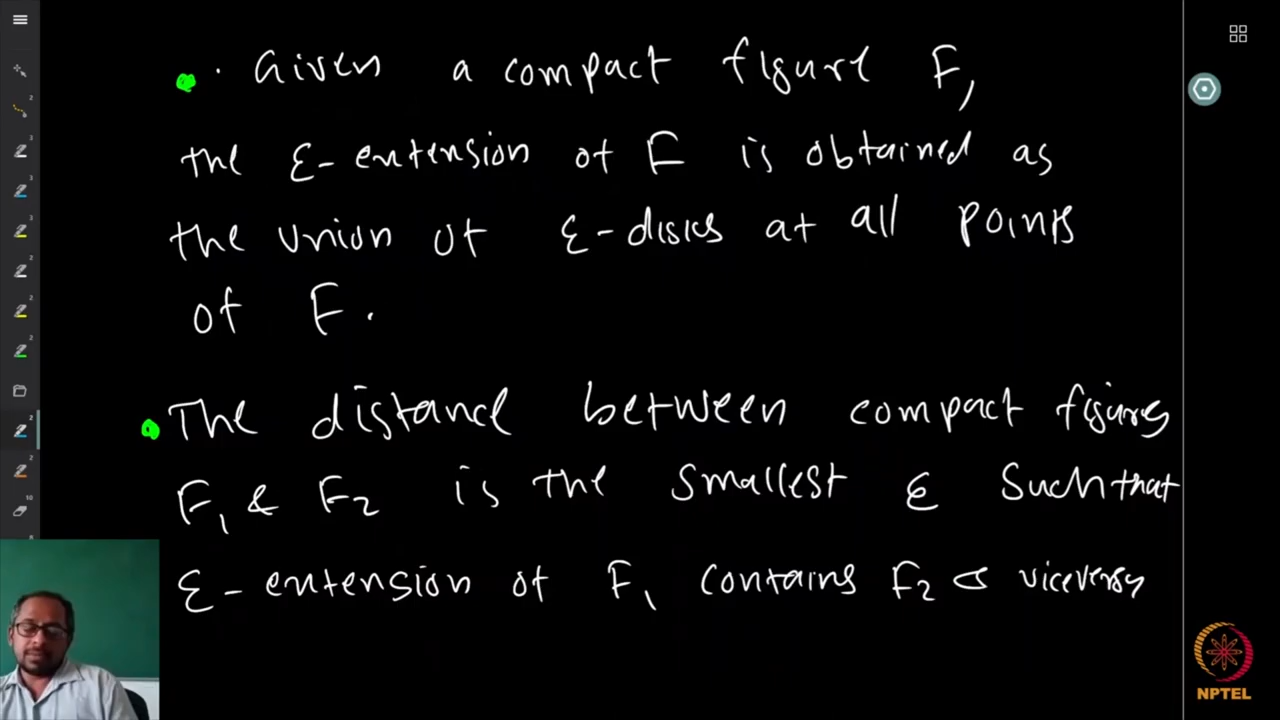 · Given a compact figure F,
the ε-extension of F is obtained as
the union of ε-disks at all points
of F.
The distance between compact figures
F₁ & F₂ is the smallest ε such that
ε-extension of F₁ contains F₂ & viceversa
NPTEL